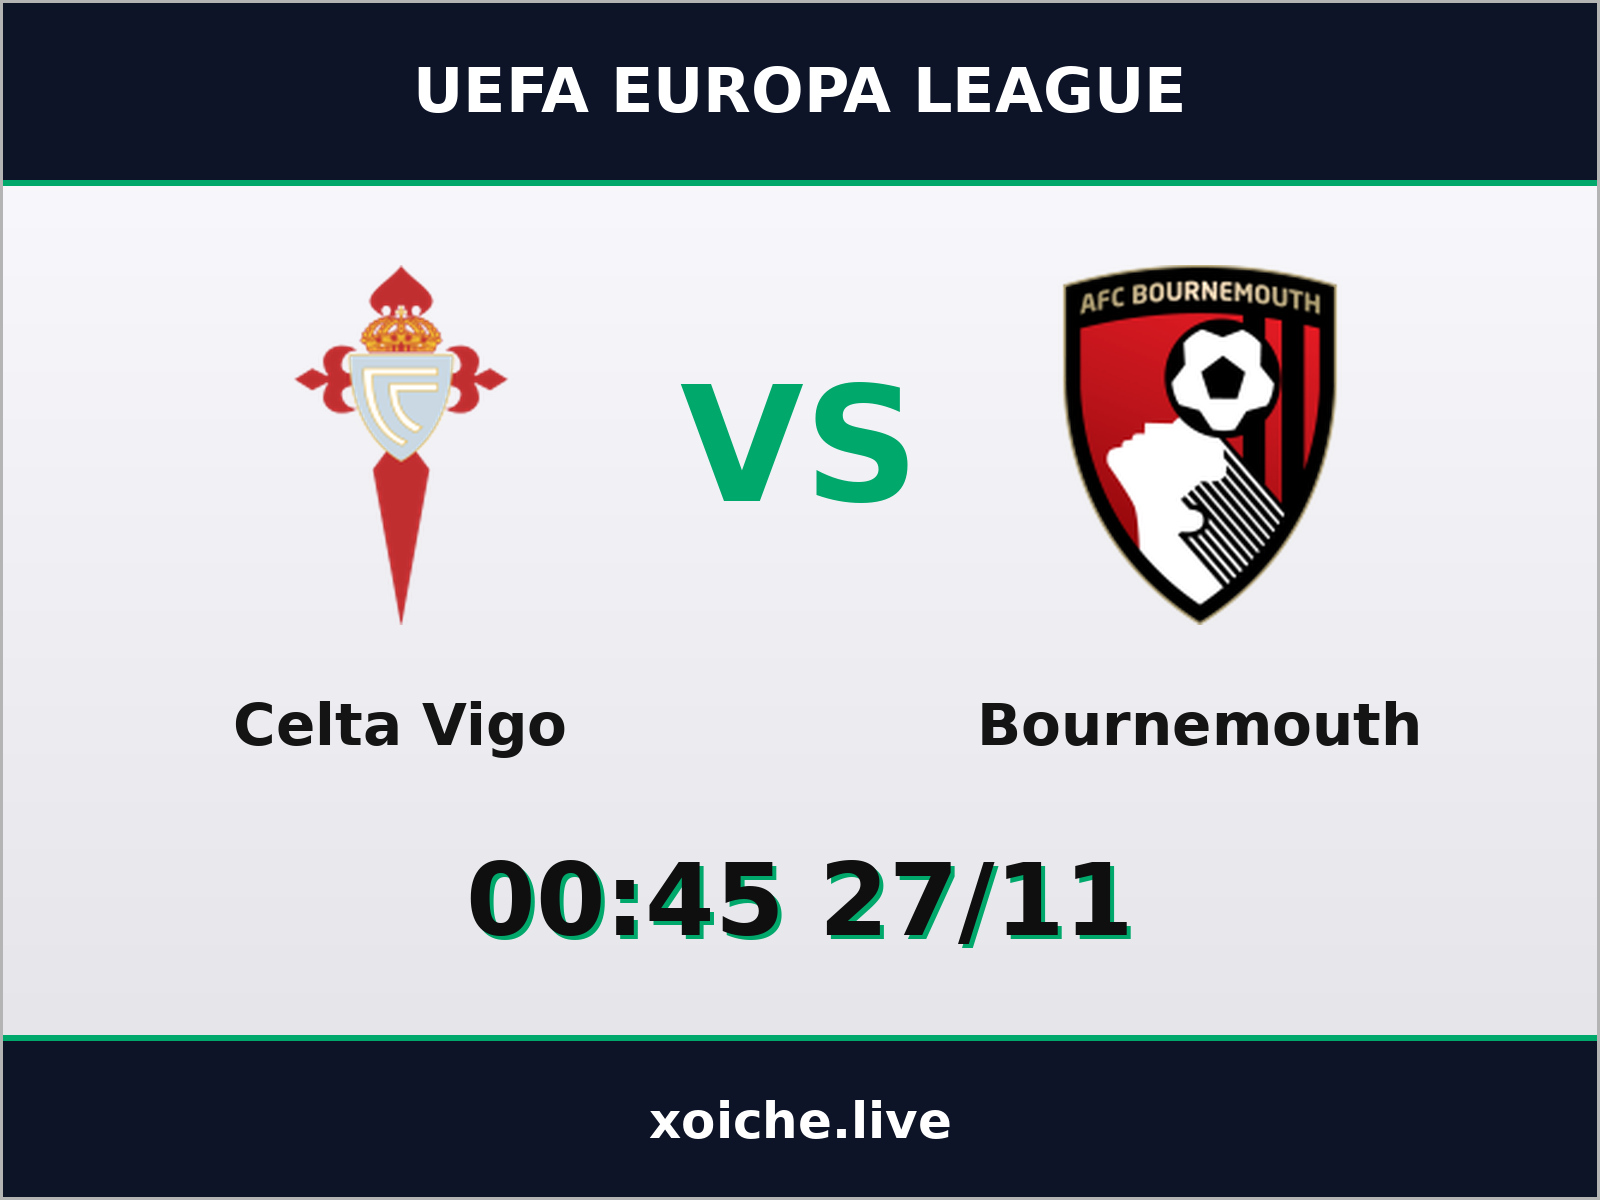 UEFA EUROPA LEAGUE
AFC BOURNEMOUTH
VS
Celta Vigo
Bournemouth
00:45 27/11
xoiche.live